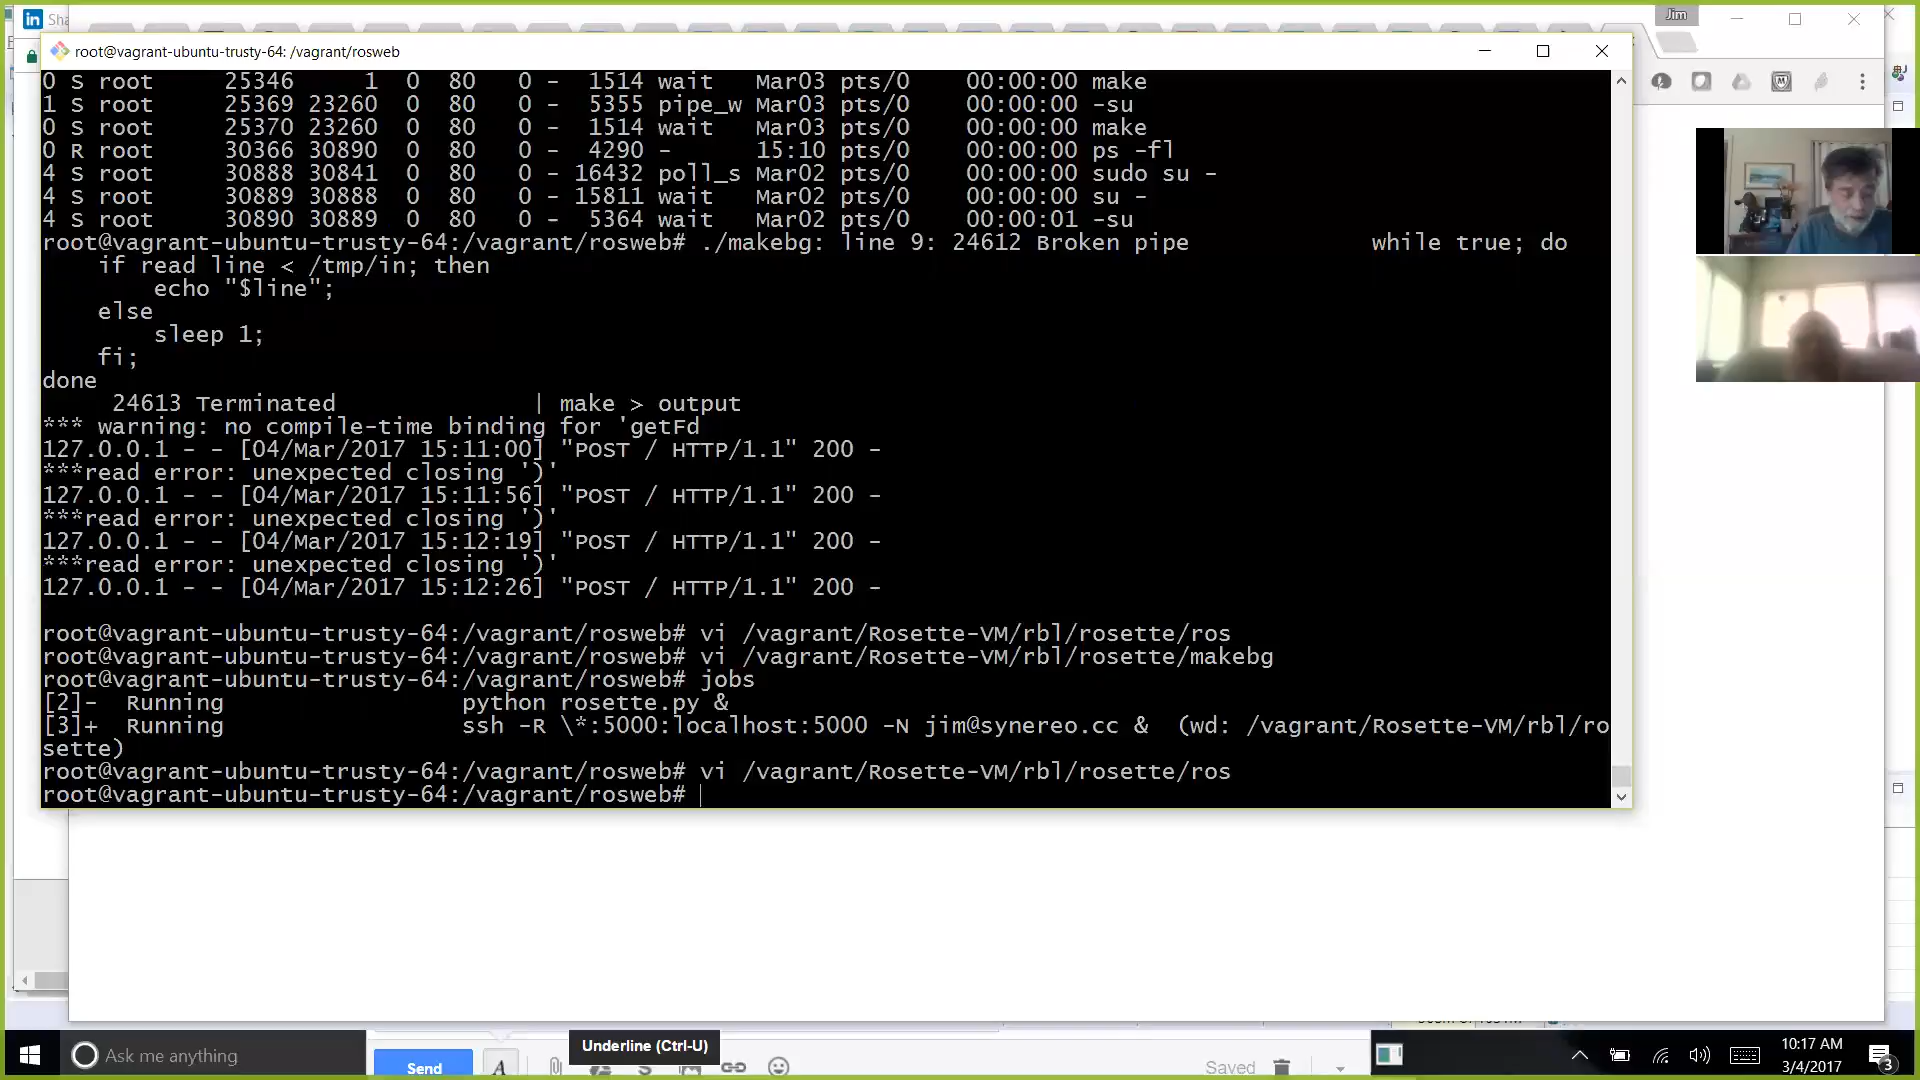 Sha
Jim
root@vagrant-ubuntu-trusty-64: /vagrant/rosweb
0 S root 25346 1 0 80 0 - 1514 wait Mar03 pts/0 00:00:00 make
1 S root 25369 23260 0 80 0 - 5355 pipe_w Mar03 pts/0 00:00:00 -su
0 S root 25370 23260 0 80 0 - 1514 wait Mar03 pts/0 00:00:00 make
0 R root 30366 30890 0 80 0 - 4290 - 15:10 pts/0 00:00:00 ps -fl
4 S root 30888 30841 0 80 0 - 16432 poll_s Mar02 pts/0 00:00:00 sudo su -
4 S root 30889 30888 0 80 0 - 15811 wait Mar02 pts/0 00:00:00 su -
4 S root 30890 30889 0 80 0 - 5364 wait Mar02 pts/0 00:00:01 -su
root@vagrant-ubuntu-trusty-64:/vagrant/rosweb# ./makebg: line 9: 24612 Broken pipe while true; do
if read line < /tmp/in; then
echo "$line";
else
sleep 1;
fi;
done
24613 Terminated | make > output
*** warning: no compile-time binding for 'getFd
127.0.0.1 - - [04/Mar/2017 15:11:00] "POST / HTTP/1.1" 200 -
***read error: unexpected closing ')'
127.0.0.1 - - [04/Mar/2017 15:11:56] "POST / HTTP/1.1" 200 -
***read error: unexpected closing ')'
127.0.0.1 - - [04/Mar/2017 15:12:19] "POST / HTTP/1.1" 200 -
***read error: unexpected closing ')'
127.0.0.1 - - [04/Mar/2017 15:12:26] "POST / HTTP/1.1" 200 -
root@vagrant-ubuntu-trusty-64:/vagrant/rosweb# vi /vagrant/Rosette-VM/rbl/rosette/ros
root@vagrant-ubuntu-trusty-64:/vagrant/rosweb# vi /vagrant/Rosette-VM/rbl/rosette/makebg
root@vagrant-ubuntu-trusty-64:/vagrant/rosweb# jobs
[2]- Running python rosette.py &
[3]+ Running ssh -R \*:5000:localhost:5000 -N jim@synereo.cc & (wd: /vagrant/Rosette-VM/rbl/ro
sette)
root@vagrant-ubuntu-trusty-64:/vagrant/rosweb# vi /vagrant/Rosette-VM/rbl/rosette/ros
root@vagrant-ubuntu-trusty-64:/vagrant/rosweb#
Ask me anything
Send
Underline (Ctrl-U)
Saved
10:17 AM
3/4/2017
3